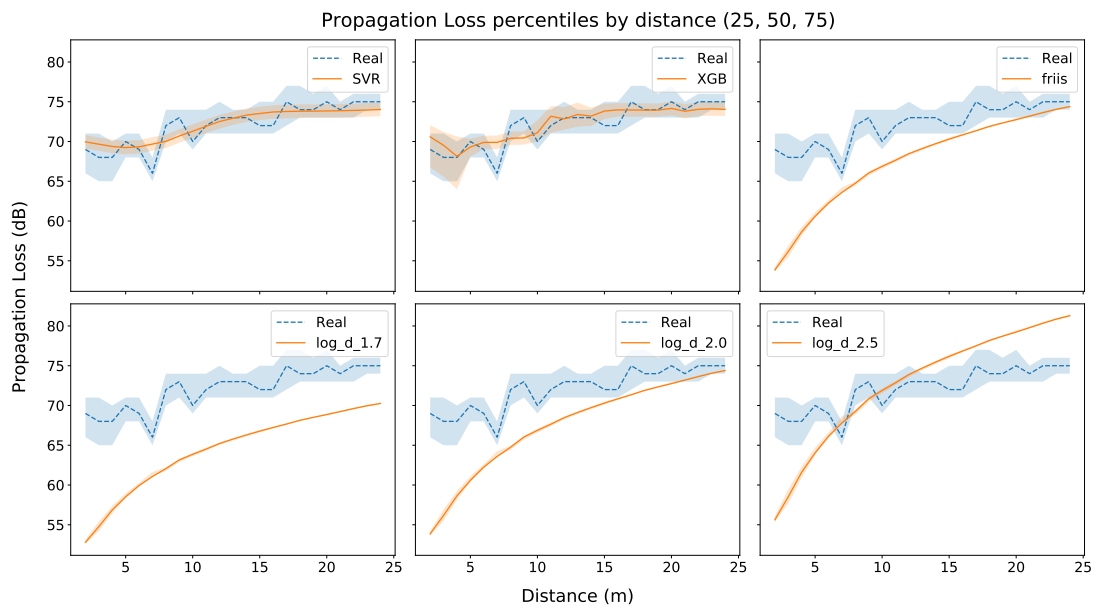 Propagation Loss percentiles by distance (25, 50, 75)
Propagation Loss (dB)
80
75
70
65
60
55
Real
SVR
Real
XGB
Real
friis
80
75
70
65
60
55
Real
log_d_1.7
Real
log_d_2.0
Real
log_d_2.5
5 10 15 20 25
5 10 15 20 25
5 10 15 20 25
Distance (m)